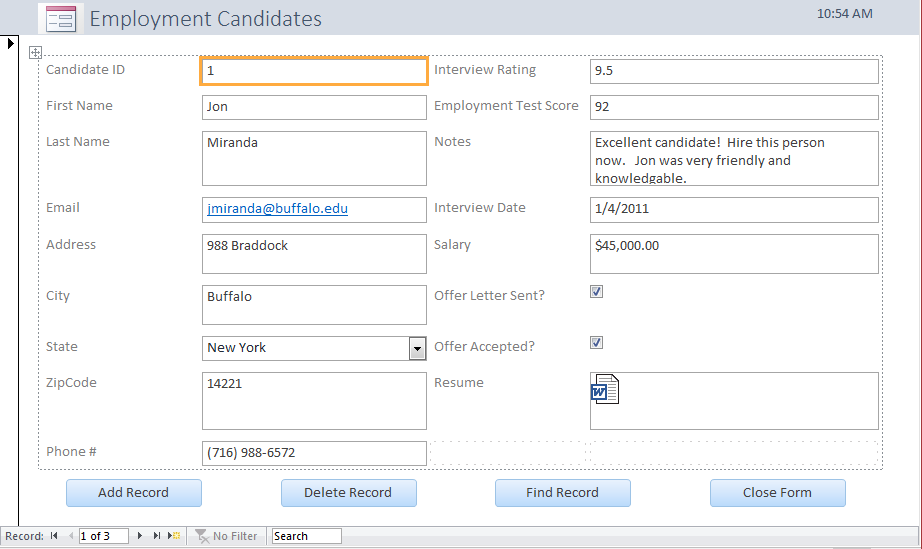 Employment Candidates
10:54 AM
Candidate ID 1 Interview Rating 9.5
First Name Jon Employment Test Score 92
Last Name Miranda Notes Excellent candidate!  Hire this person
now.   Jon was very friendly and
knowledgable.
Email jmiranda@buffalo.edu Interview Date 1/4/2011
Address 988 Braddock Salary $45,000.00
City Buffalo Offer Letter Sent?
State New York Offer Accepted?
ZipCode 14221 Resume W
Phone # (716) 988-6572
Add Record Delete Record Find Record Close Form
Record: 1 of 3 No Filter Search